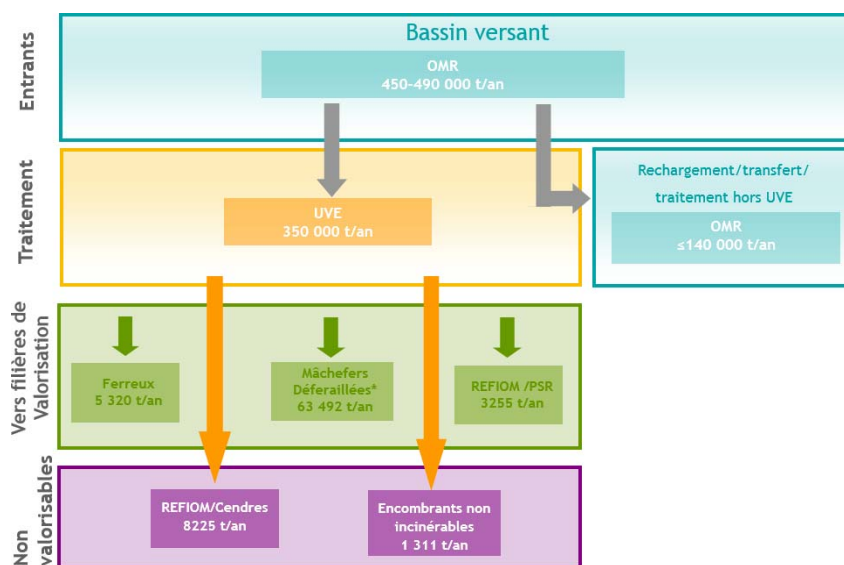 Entrants
Bassin versant
OMR
450-490 000 t/an
Traitement
UVE
350 000 t/an
Rechargement/transfert/
traitement hors UVE
OMR
≤140 000 t/an
Vers filières de
Valorisation
Ferreux
5 320 t/an
Mâchefers
Déferaillées*
63 492 t/an
REFIOM /PSR
3255 t/an
Non
valorisables
REFIOM/Cendres
8225 t/an
Encombrants non
incinérables
1 311 t/an